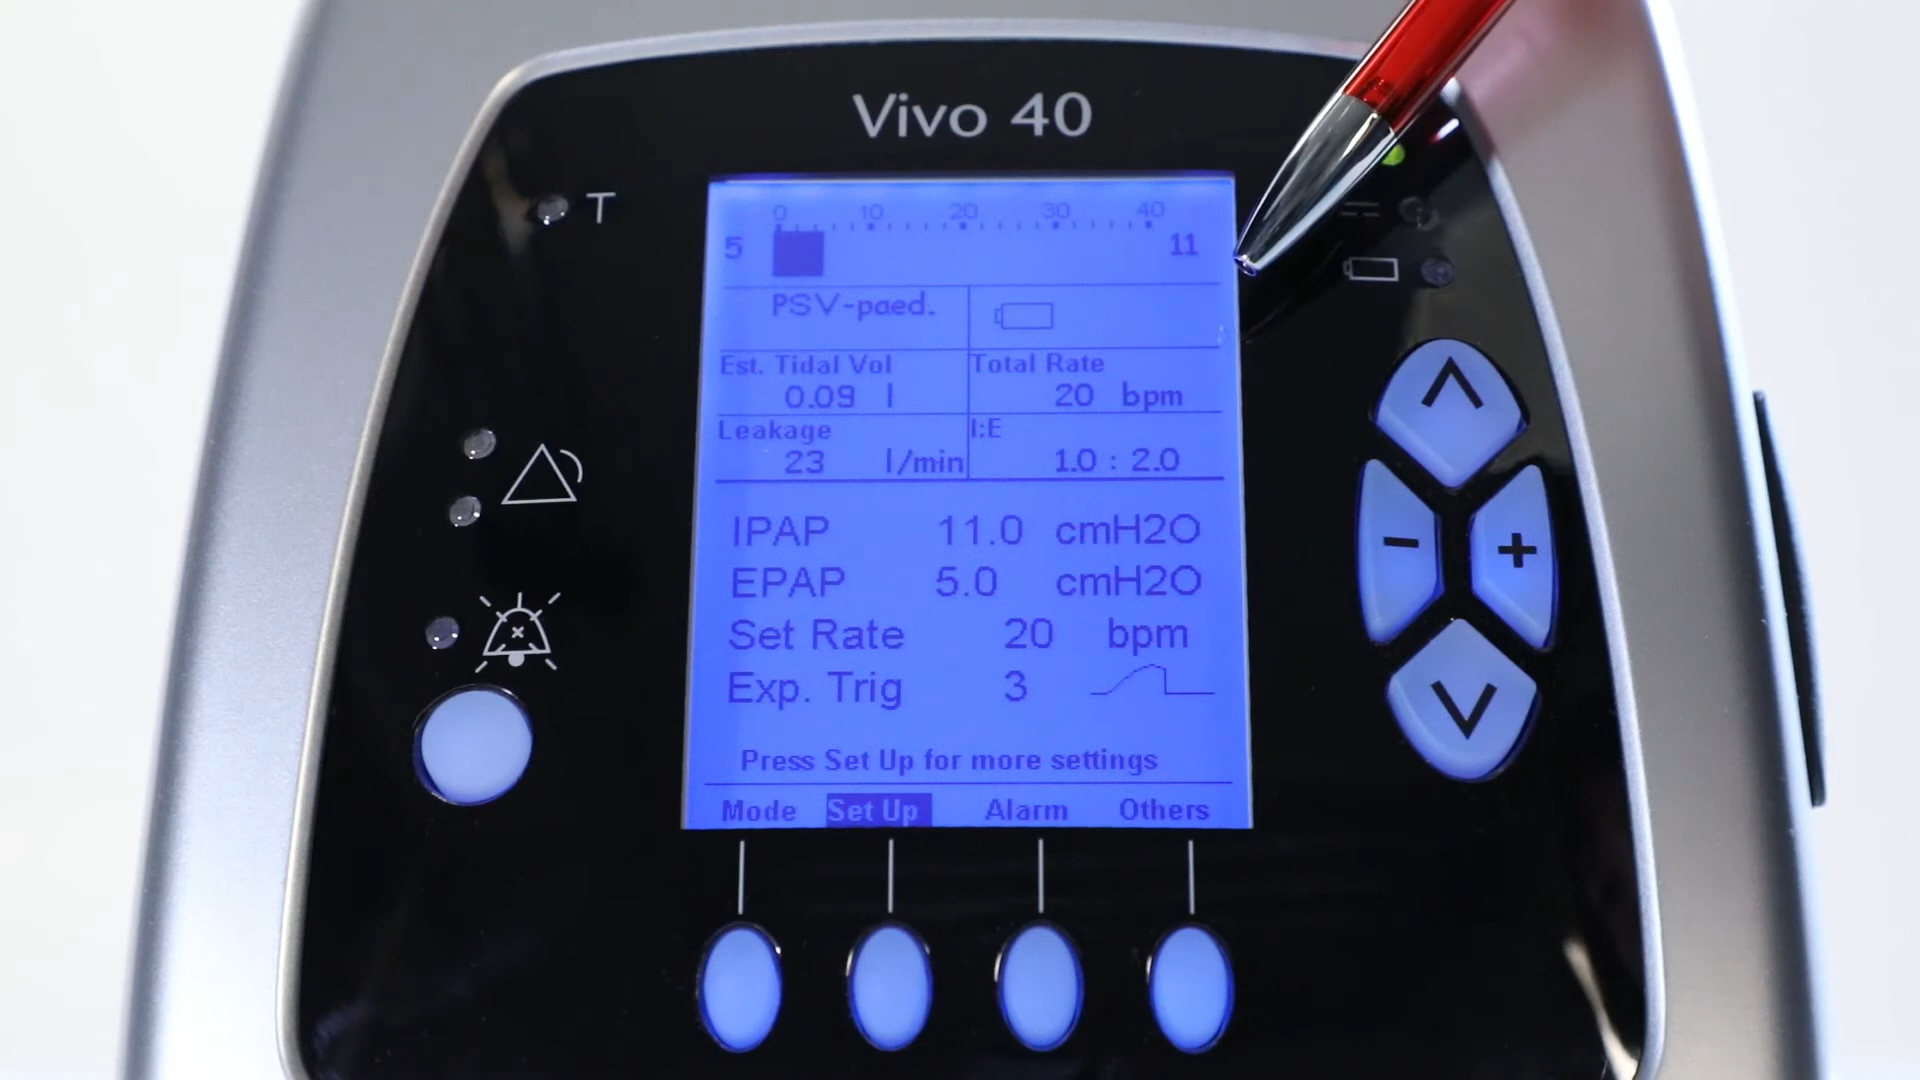 Vivo 40
T
0 10 20 30 40
5 11
PSV-paed.
Est. Tidal Vol Total Rate
0.09 l 20 bpm
Leakage I:E
23 l/min 1.0 : 2.0
IPAP 11.0 cmH2O
EPAP 5.0 cmH2O
Set Rate 20 bpm
Exp. Trig 3
Press Set Up for more settings
Mode Set Up Alarm Others
- +